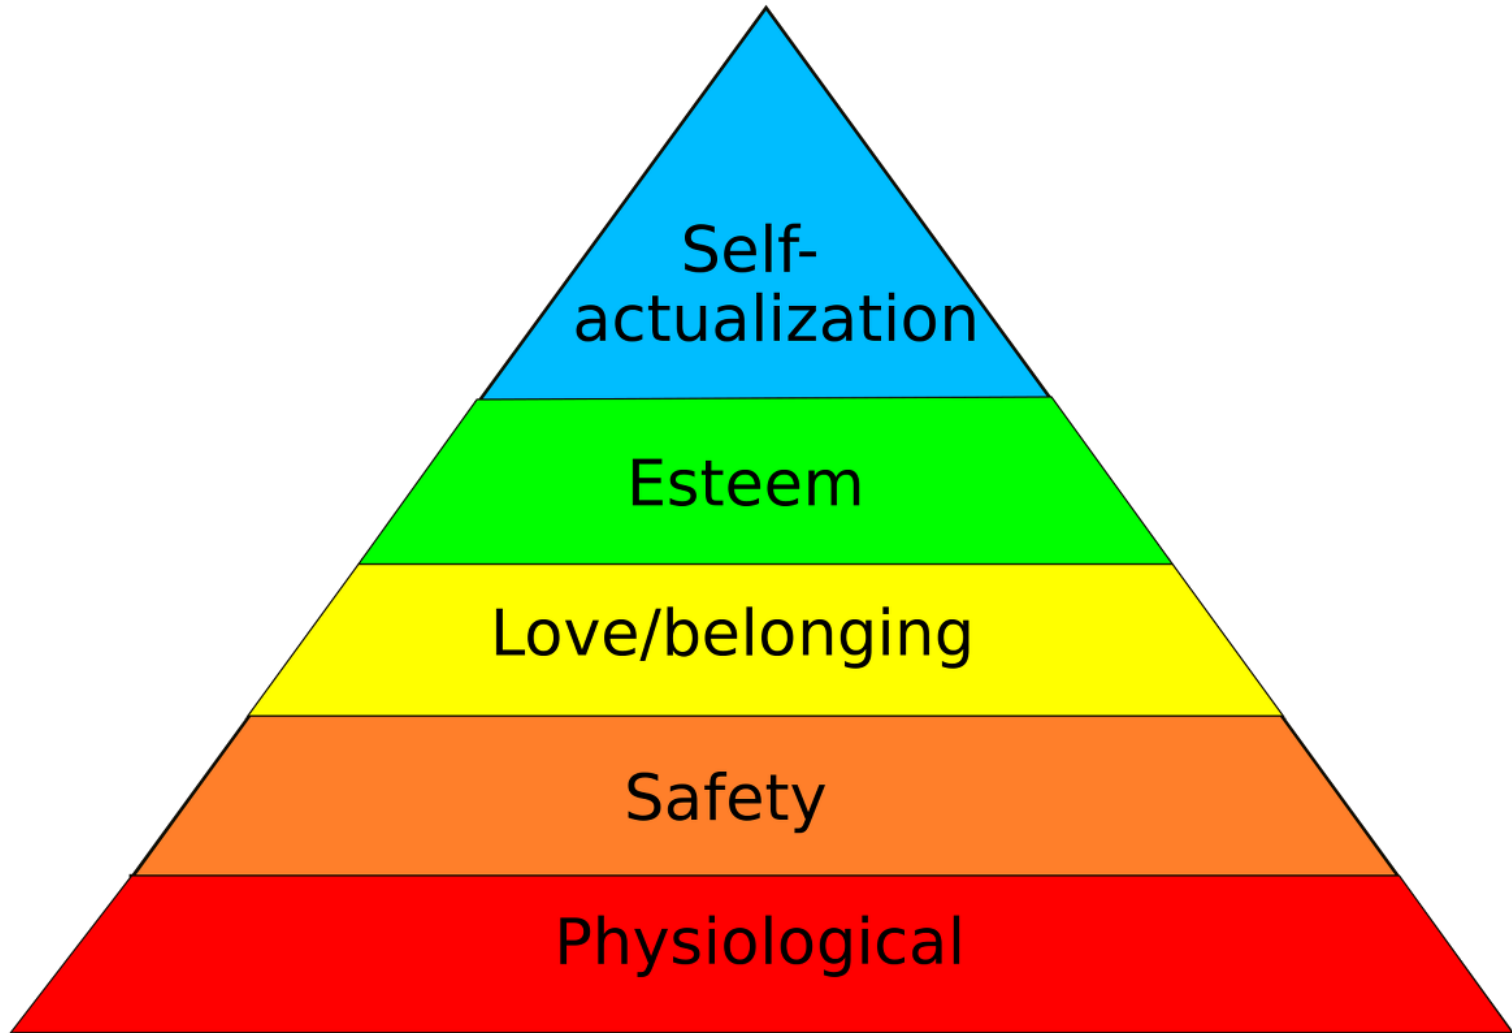 Self-
actualization
Esteem
Love/belonging
Safety
Physiological